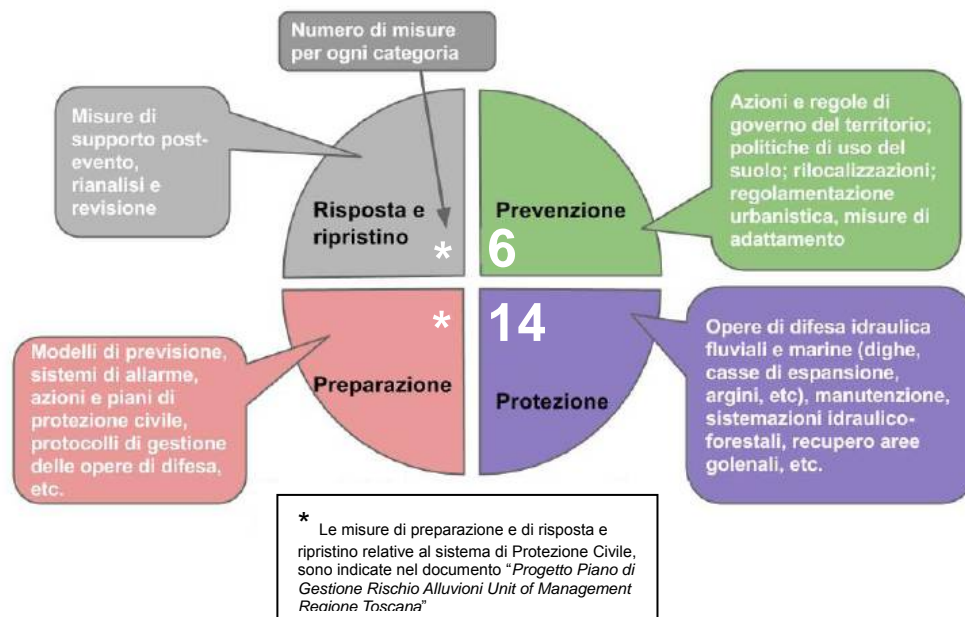 Numero di misure
per ogni categoria
Misure di
supporto post-
evento,
rianalisi e
revisione
Azioni e regole di
governo del territorio;
politiche di uso del
suolo; rilocalizzazioni;
regolamentazione
urbanistica, misure di
adattamento
Risposta e
ripristino
*
Prevenzione
6
*
Preparazione
14
Protezione
Modelli di previsione,
sistemi di allarme,
azioni e piani di
protezione civile,
protocolli di gestione
delle opere di difesa,
etc.
Opere di difesa idraulica
fluviali e marine (dighe,
casse di espansione,
argini, etc), manutenzione,
sistemazioni idraulico-
forestali, recupero aree
golenali, etc.
* Le misure di preparazione e di risposta e
ripristino relative al sistema di Protezione Civile,
sono indicate nel documento “Progetto Piano di
Gestione Rischio Alluvioni Unit of Management
Regione Toscana”